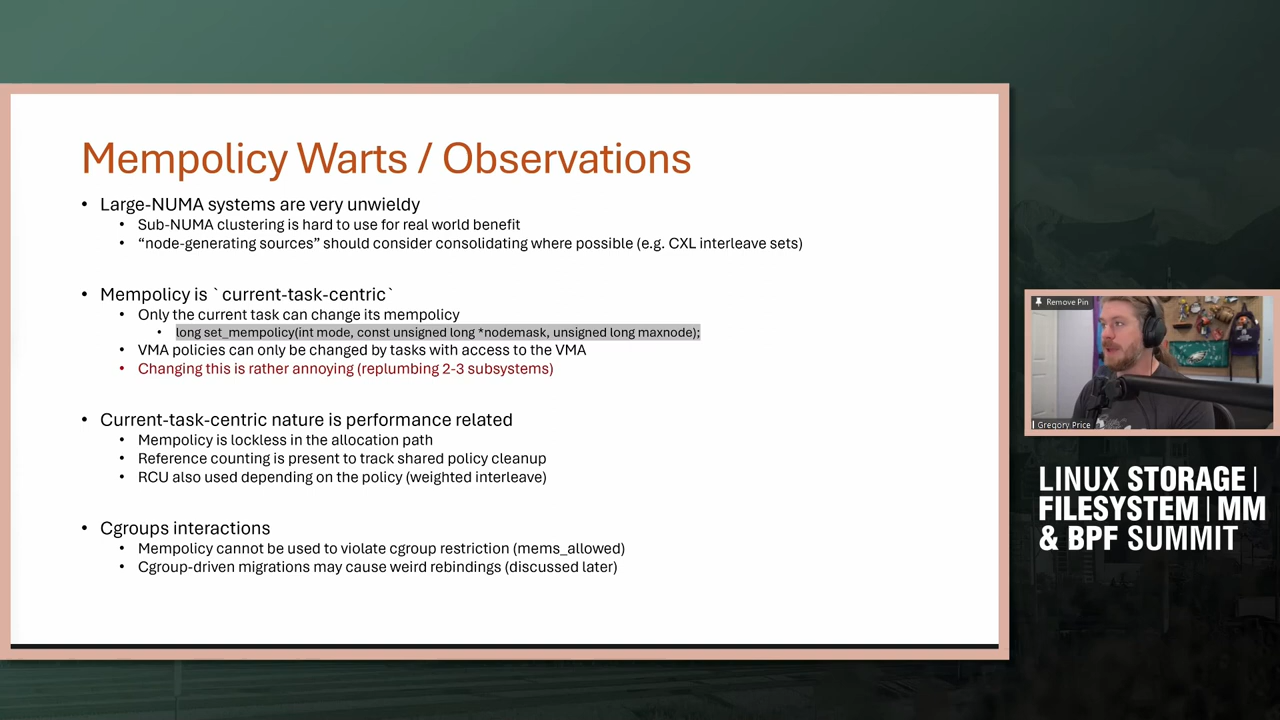 Mempolicy Warts / Observations
• Large-NUMA systems are very unwieldy
• Sub-NUMA clustering is hard to use for real world benefit
• “node-generating sources” should consider consolidating where possible (e.g. CXL interleave sets)
• Mempolicy is `current-task-centric`
• Only the current task can change its mempolicy
• long set_mempolicy(int mode, const unsigned long *nodemask, unsigned long maxnode);
• VMA policies can only be changed by tasks with access to the VMA
• Changing this is rather annoying (replumbing 2-3 subsystems)
• Current-task-centric nature is performance related
• Mempolicy is lockless in the allocation path
• Reference counting is present to track shared policy cleanup
• RCU also used depending on the policy (weighted interleave)
• Cgroups interactions
• Mempolicy cannot be used to violate cgroup restriction (mems_allowed)
• Cgroup-driven migrations may cause weird rebindings (discussed later)
Remove Pin
Gregory Price
LINUX STORAGE |
FILESYSTEM | MM
& BPF SUMMIT